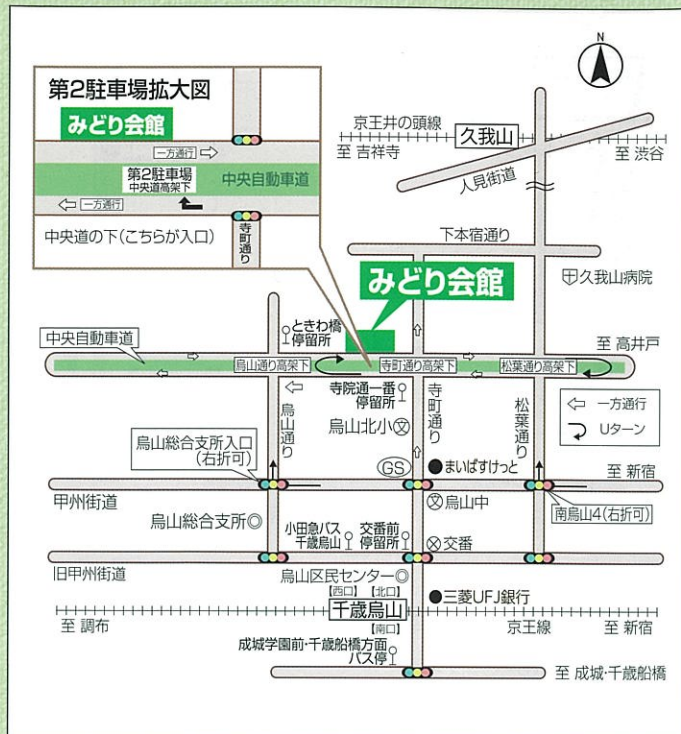 N
第2駐車場拡大図
みどり会館
一方通行
第2駐車場
中央道高架下
中央自動車道
一方通行
中央道の下(こちらが入口)
寺町通り
京王井の頭線
久我山
至 吉祥寺
至 渋谷
人見街道
下本宿通り
久我山病院
みどり会館
ときわ橋
停留所
中央自動車道
至 高井戸
烏山通り高架下
寺町通り高架下
松葉通り高架下
寺院通一番
停留所
烏山通り
寺町通り
松葉通り
一方通行
Uターン
烏山北小文
烏山総合支所入口
(右折可)
GS
まいばすけっと
至 新宿
甲州街道
文烏山中
南烏山4(右折可)
烏山総合支所
小田急バス
千歳烏山
交番前
停留所
交番
旧甲州街道
烏山区民センター
[西口] [北口]
千歳烏山
[南口]
三菱UFJ銀行
至 調布
京王線
至 新宿
成城学園前・千歳船橋方面
バス停
至 成城・千歳船橋